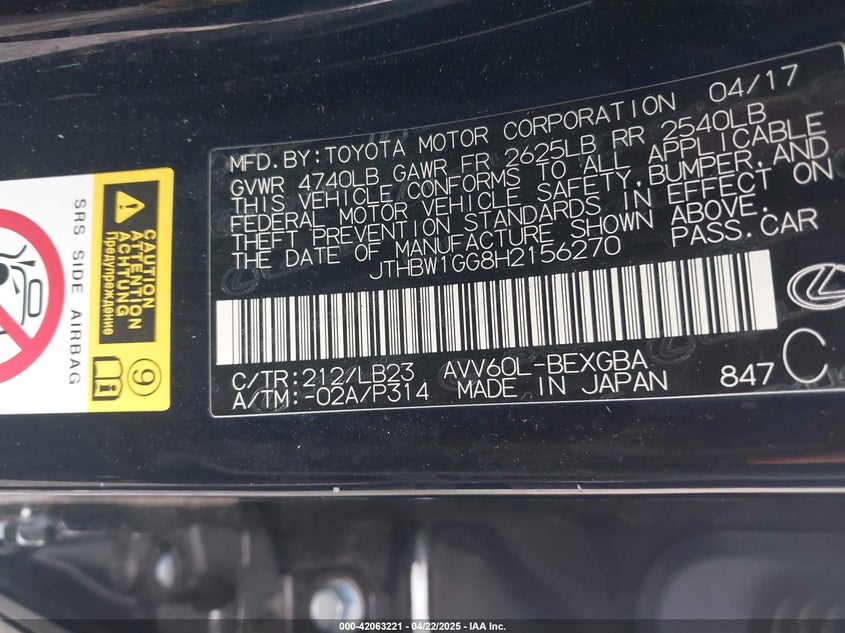 MFD.BY:TOYOTA MOTOR CORPORATION 04/17
GVWR 4740LB GAWR FR 2625LB RR 2540LB
THIS VEHICLE CONFORMS TO ALL APPLICABLE
FEDERAL MOTOR VEHICLE SAFETY,BUMPER,AND
THEFT PREVENTION STANDARDS IN EFFECT ON
THE DATE OF MANUFACTURE SHOWN ABOVE.
JTHBW1GG8H2156270 PASS.CAR
C/TR:212/LB23 AVV60L-BEXGBA
A/TM:-02A/P314 MADE IN JAPAN 847 C
SRS SIDE AIRBAG
CAUTION
ATTENTION
ACHTUNG
Предупреждение
9
000-42063221 - 04/22/2025 - IAA Inc.